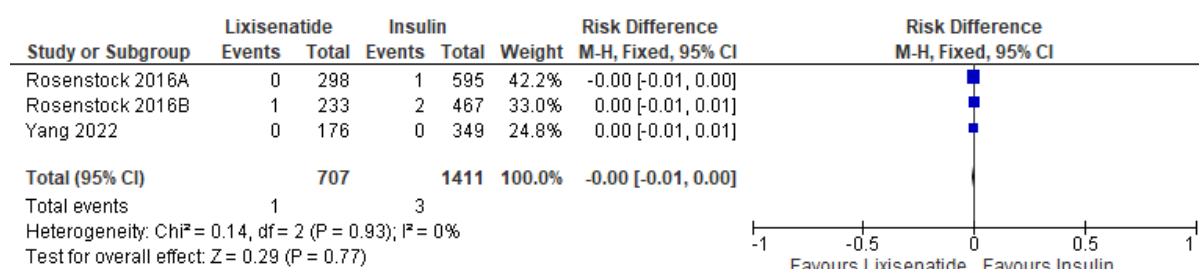 Lixisenatide Insulin Risk Difference Risk Difference
Study or Subgroup Events Total Events Total Weight M-H, Fixed, 95% CI M-H, Fixed, 95% CI
Rosenstock 2016A 0 298 1 595 42.2% -0.00 [-0.01, 0.00]
Rosenstock 2016B 1 233 2 467 33.0% 0.00 [-0.01, 0.01]
Yang 2022 0 176 0 349 24.8% 0.00 [-0.01, 0.01]
Total (95% CI) 707 1411 100.0% -0.00 [-0.01, 0.00]
Total events 1 3
Heterogeneity: Chi² = 0.14, df = 2 (P = 0.93); I² = 0%
Test for overall effect: Z = 0.29 (P = 0.77)
-1 -0.5 0 0.5 1
Favours Lixisenatide Favours Insulin